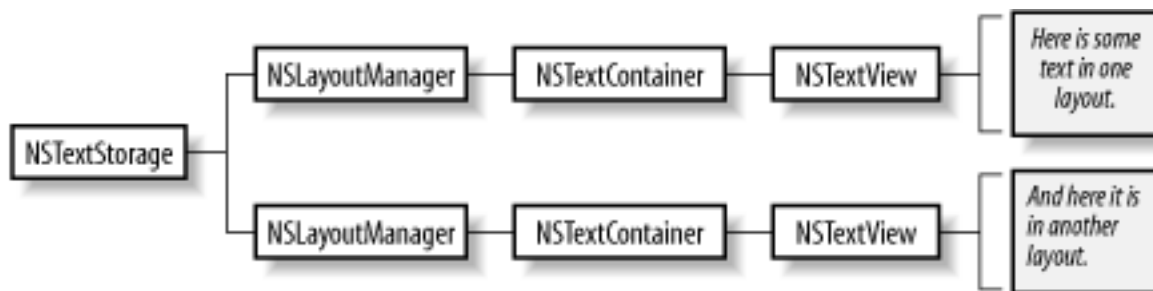 NSLayoutManager
NSTextContainer
NSTextView
Here is some
text in one
layout.
NSTextStorage
NSLayoutManager
NSTextContainer
NSTextView
And here it is
in another
layout.